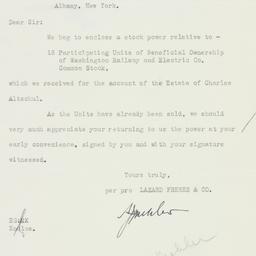 Albany, New York.
Dear Sir:
We beg to enclose a stock power relative to -
18 Participating Units of Beneficial Ownership
of Washington Railway and Electric Co.
Common Stock,
which we received for the account of the Estate of Charles
Altschul.
As the Units have already been sold, we should
very much appreciate your returning to us the power at your
early convenience, signed by you and with your signature
witnessed.
Yours truly,
per pro LAZARD FRERES & CO.